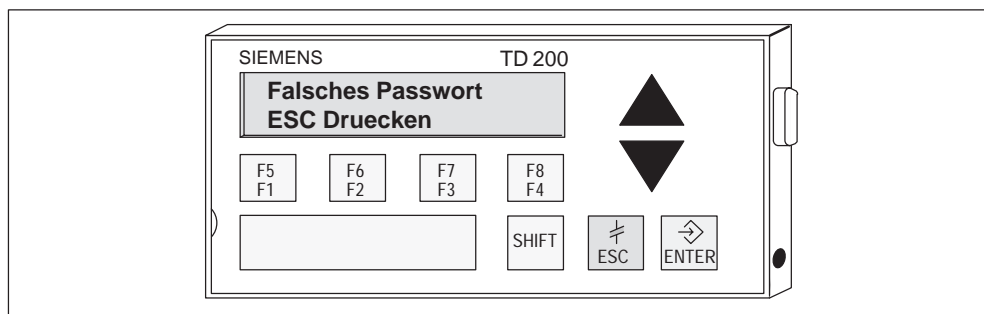 SIEMENS TD 200
Falsches Passwort
ESC Druecken
F5 F6 F7 F8
F1 F2 F3 F4
SHIFT ESC ENTER